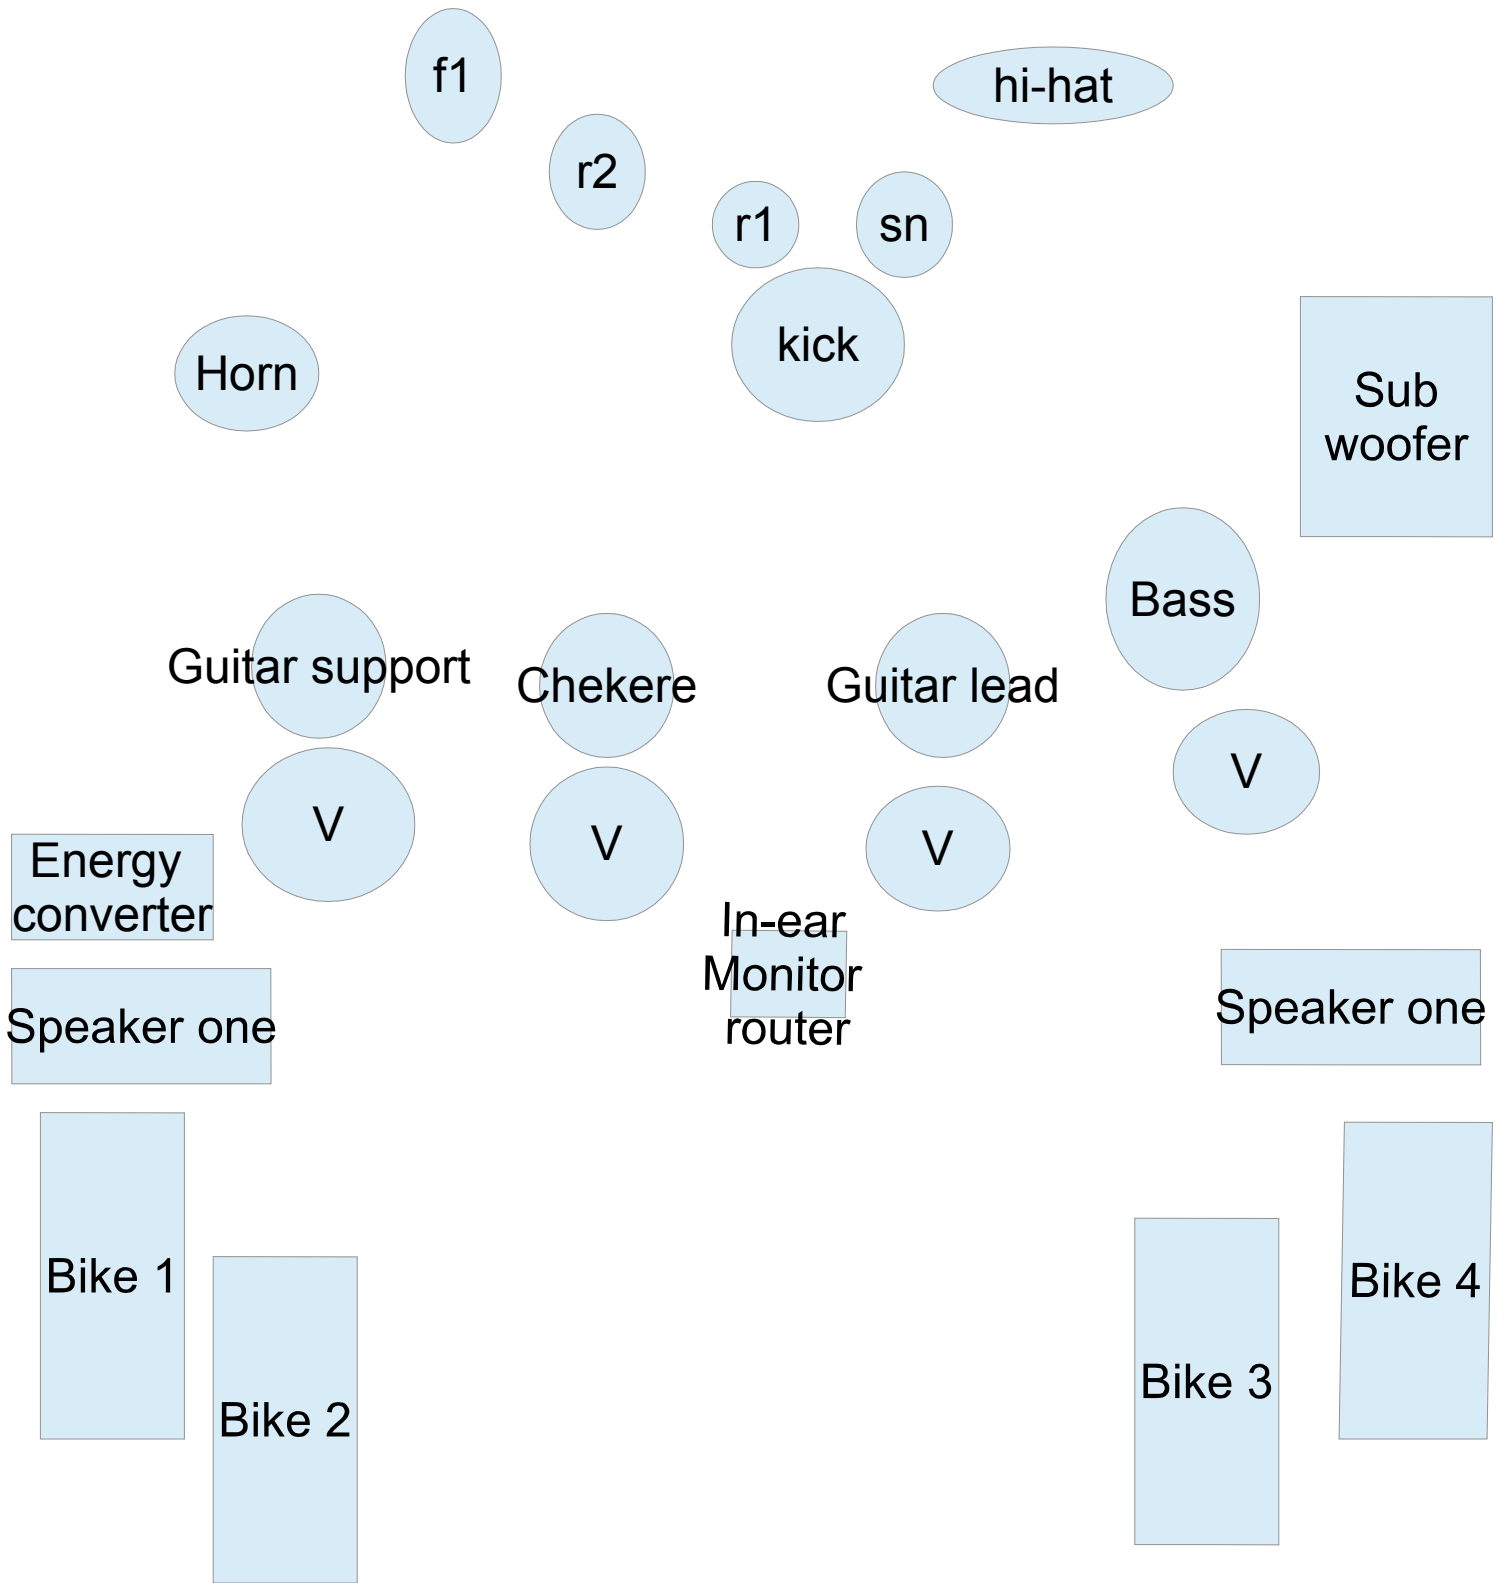 f1
hi-hat
r2
r1
sn
kick
Horn
Sub
woofer
Bass
Guitar support
Chekere
Guitar lead
V
V
V
V
Energy
converter
In-ear
Monitor
router
Speaker one
Speaker one
Bike 1
Bike 4
Bike 3
Bike 2